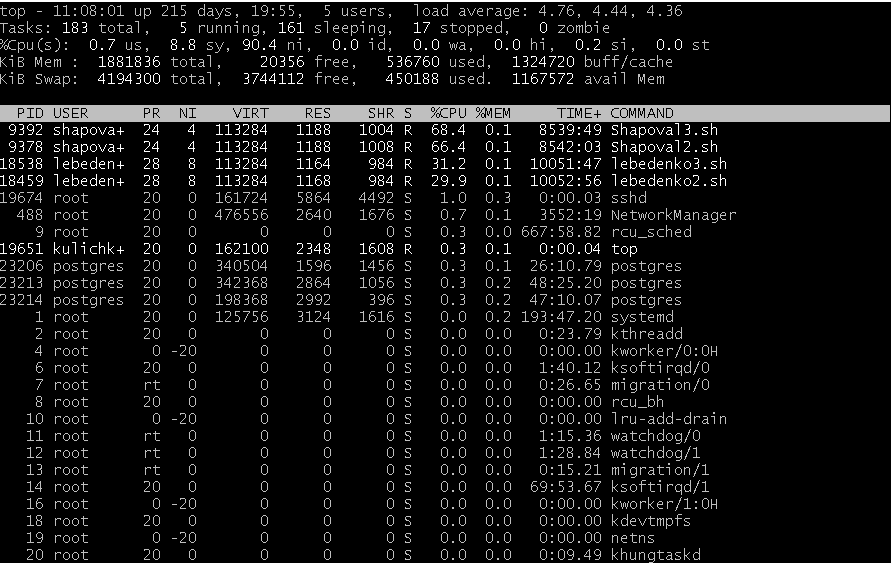 top - 11:08:01 up 215 days, 19:55,  5 users,  load average: 4.76, 4.44, 4.36
Tasks: 183 total,   5 running, 161 sleeping,  17 stopped,   0 zombie
%Cpu(s):  0.7 us,  8.8 sy, 90.4 ni,  0.0 id,  0.0 wa,  0.0 hi,  0.2 si,  0.0 st
KiB Mem :  1881836 total,    20356 free,   536760 used,  1324720 buff/cache
KiB Swap:  4194300 total,  3744112 free,   450188 used.  1167572 avail Mem
PID USER      PR  NI    VIRT    RES    SHR S  %CPU %MEM     TIME+ COMMAND
9392 shapova+  24   4  113284   1188   1004 R  68.4  0.1   8539:49 Shapoval3.sh
9378 shapova+  24   4  113284   1188   1008 R  66.4  0.1   8542:03 Shapoval2.sh
18538 lebeden+  28   8  113284   1164    984 R  31.2  0.1  10051:47 lebedenko3.sh
18459 lebeden+  28   8  113284   1168    984 R  29.9  0.1  10052:56 lebedenko2.sh
19674 root      20   0  161724   5864   4492 S   1.0  0.3   0:00.03 sshd
488 root      20   0  476556   2640   1676 S   0.7  0.1   3552:19 NetworkManager
9 root      20   0       0      0      0 S   0.3  0.0 667:58.82 rcu_sched
19651 kulichk+  20   0  162100   2348   1608 R   0.3  0.1   0:00.04 top
23206 postgres  20   0  340504   1596   1456 S   0.3  0.1  26:10.79 postgres
23213 postgres  20   0  342368   2864   1056 S   0.3  0.2  48:25.20 postgres
23214 postgres  20   0  198368   2992    396 S   0.3  0.2  47:10.07 postgres
1 root      20   0  125756   3124   1616 S   0.0  0.2 193:47.20 systemd
2 root      20   0       0      0      0 S   0.0  0.0   0:23.79 kthreadd
4 root       0 -20       0      0      0 S   0.0  0.0   0:00.00 kworker/0:0H
6 root      20   0       0      0      0 S   0.0  0.0   1:40.12 ksoftirqd/0
7 root      rt   0       0      0      0 S   0.0  0.0   0:26.65 migration/0
8 root      20   0       0      0      0 S   0.0  0.0   0:00.00 rcu_bh
10 root       0 -20       0      0      0 S   0.0  0.0   0:00.00 lru-add-drain
11 root      rt   0       0      0      0 S   0.0  0.0   1:15.36 watchdog/0
12 root      rt   0       0      0      0 S   0.0  0.0   1:28.84 watchdog/1
13 root      rt   0       0      0      0 S   0.0  0.0   0:15.21 migration/1
14 root      20   0       0      0      0 S   0.0  0.0  69:53.67 ksoftirqd/1
16 root       0 -20       0      0      0 S   0.0  0.0   0:00.00 kworker/1:0H
18 root      20   0       0      0      0 S   0.0  0.0   0:00.00 kdevtmpfs
19 root       0 -20       0      0      0 S   0.0  0.0   0:00.00 netns
20 root      20   0       0      0      0 S   0.0  0.0   0:09.49 khungtaskd